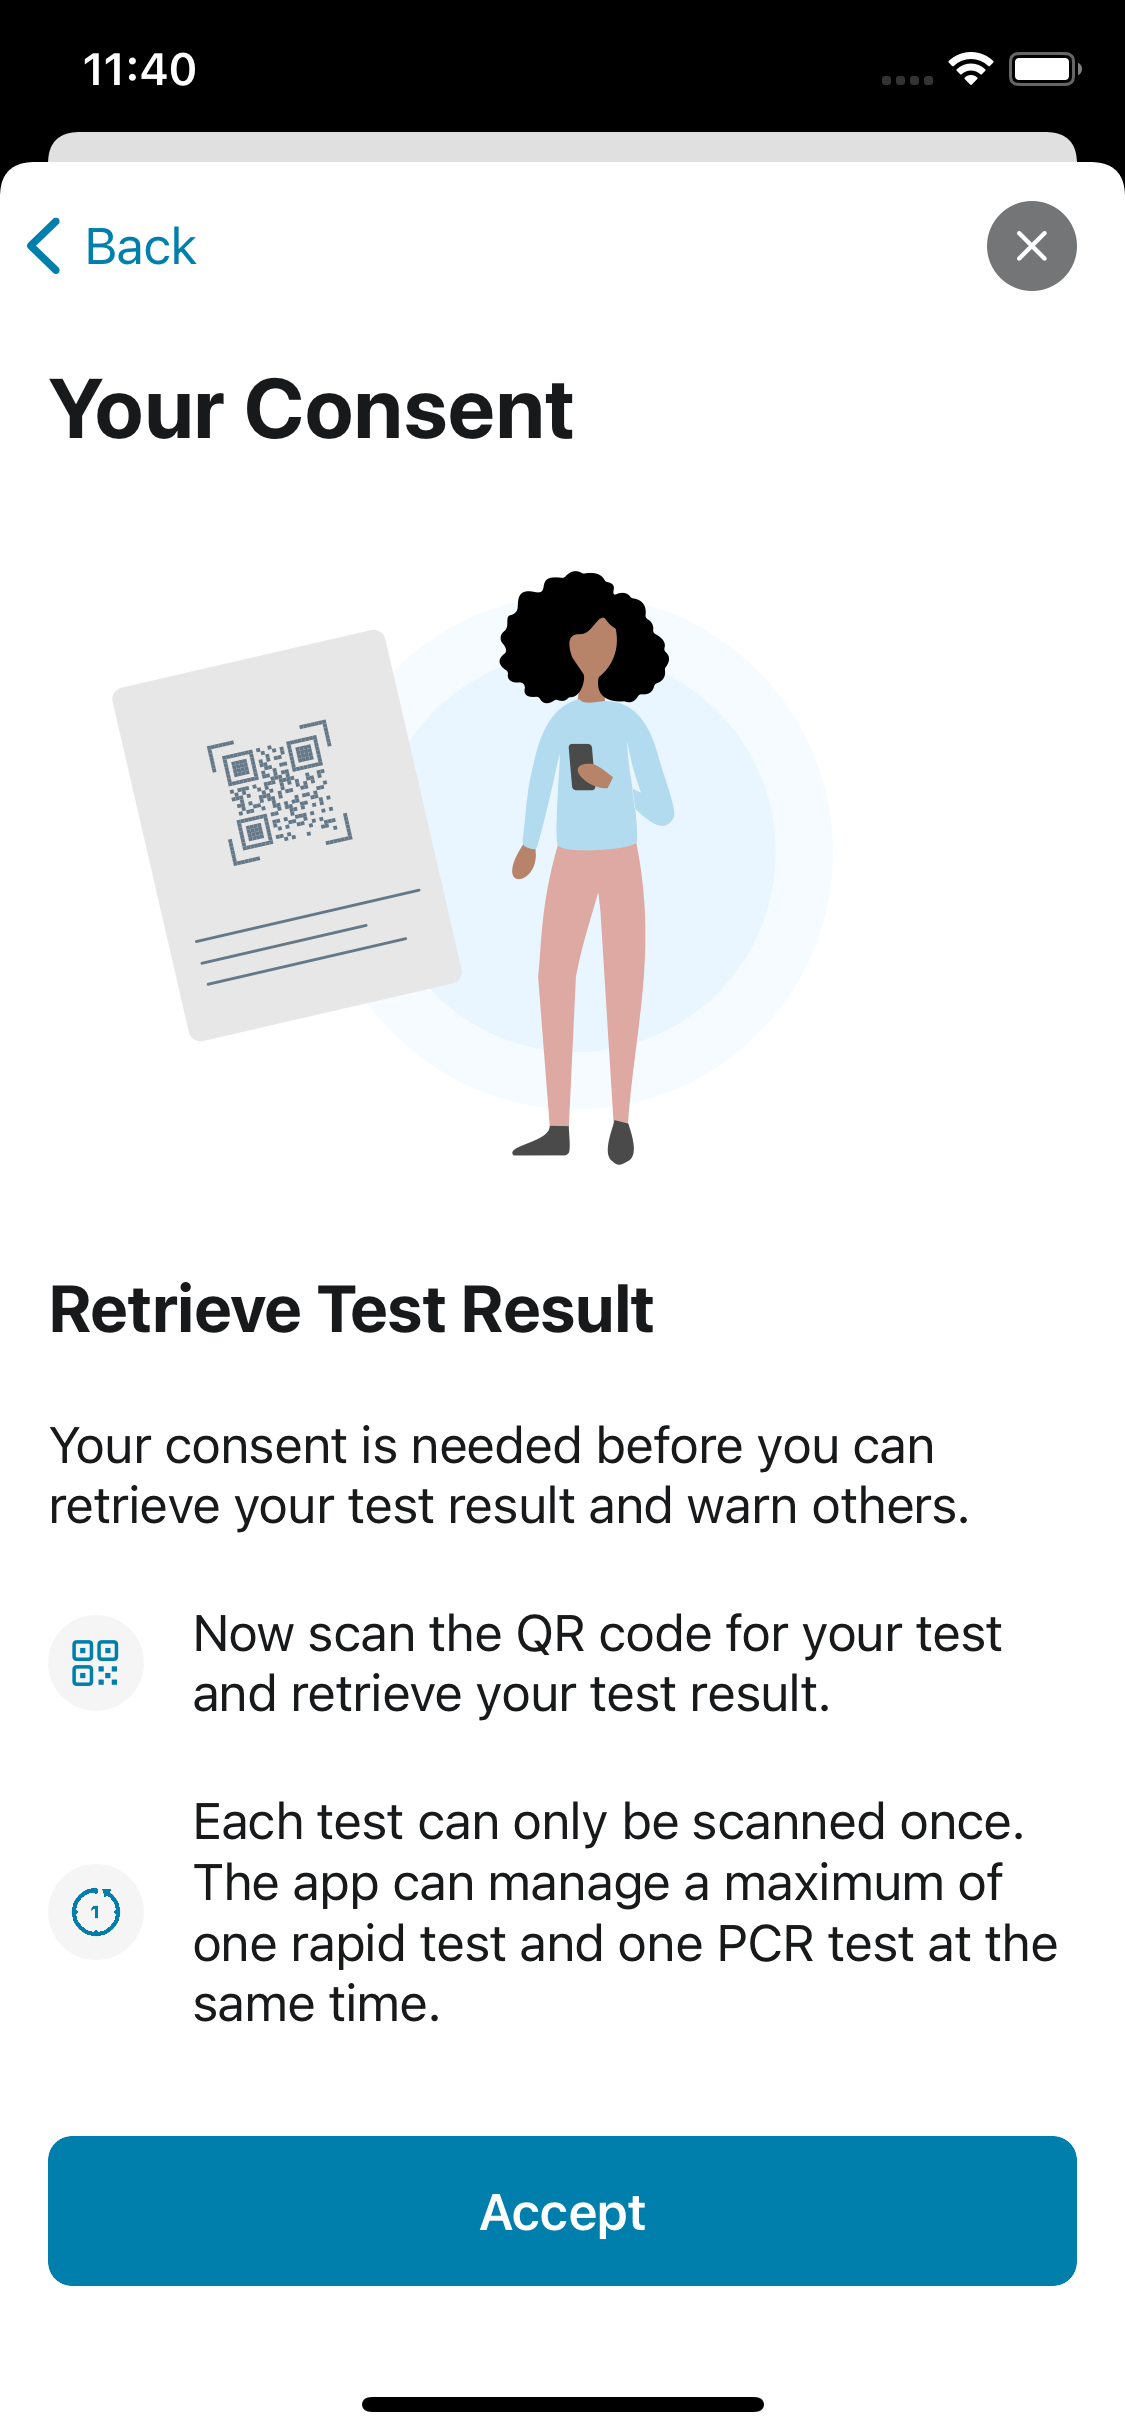 11:40
Back
Your Consent
Retrieve Test Result
Your consent is needed before you can
retrieve your test result and warn others.
Now scan the QR code for your test
and retrieve your test result.
1
Each test can only be scanned once.
The app can manage a maximum of
one rapid test and one PCR test at the
same time.
Accept